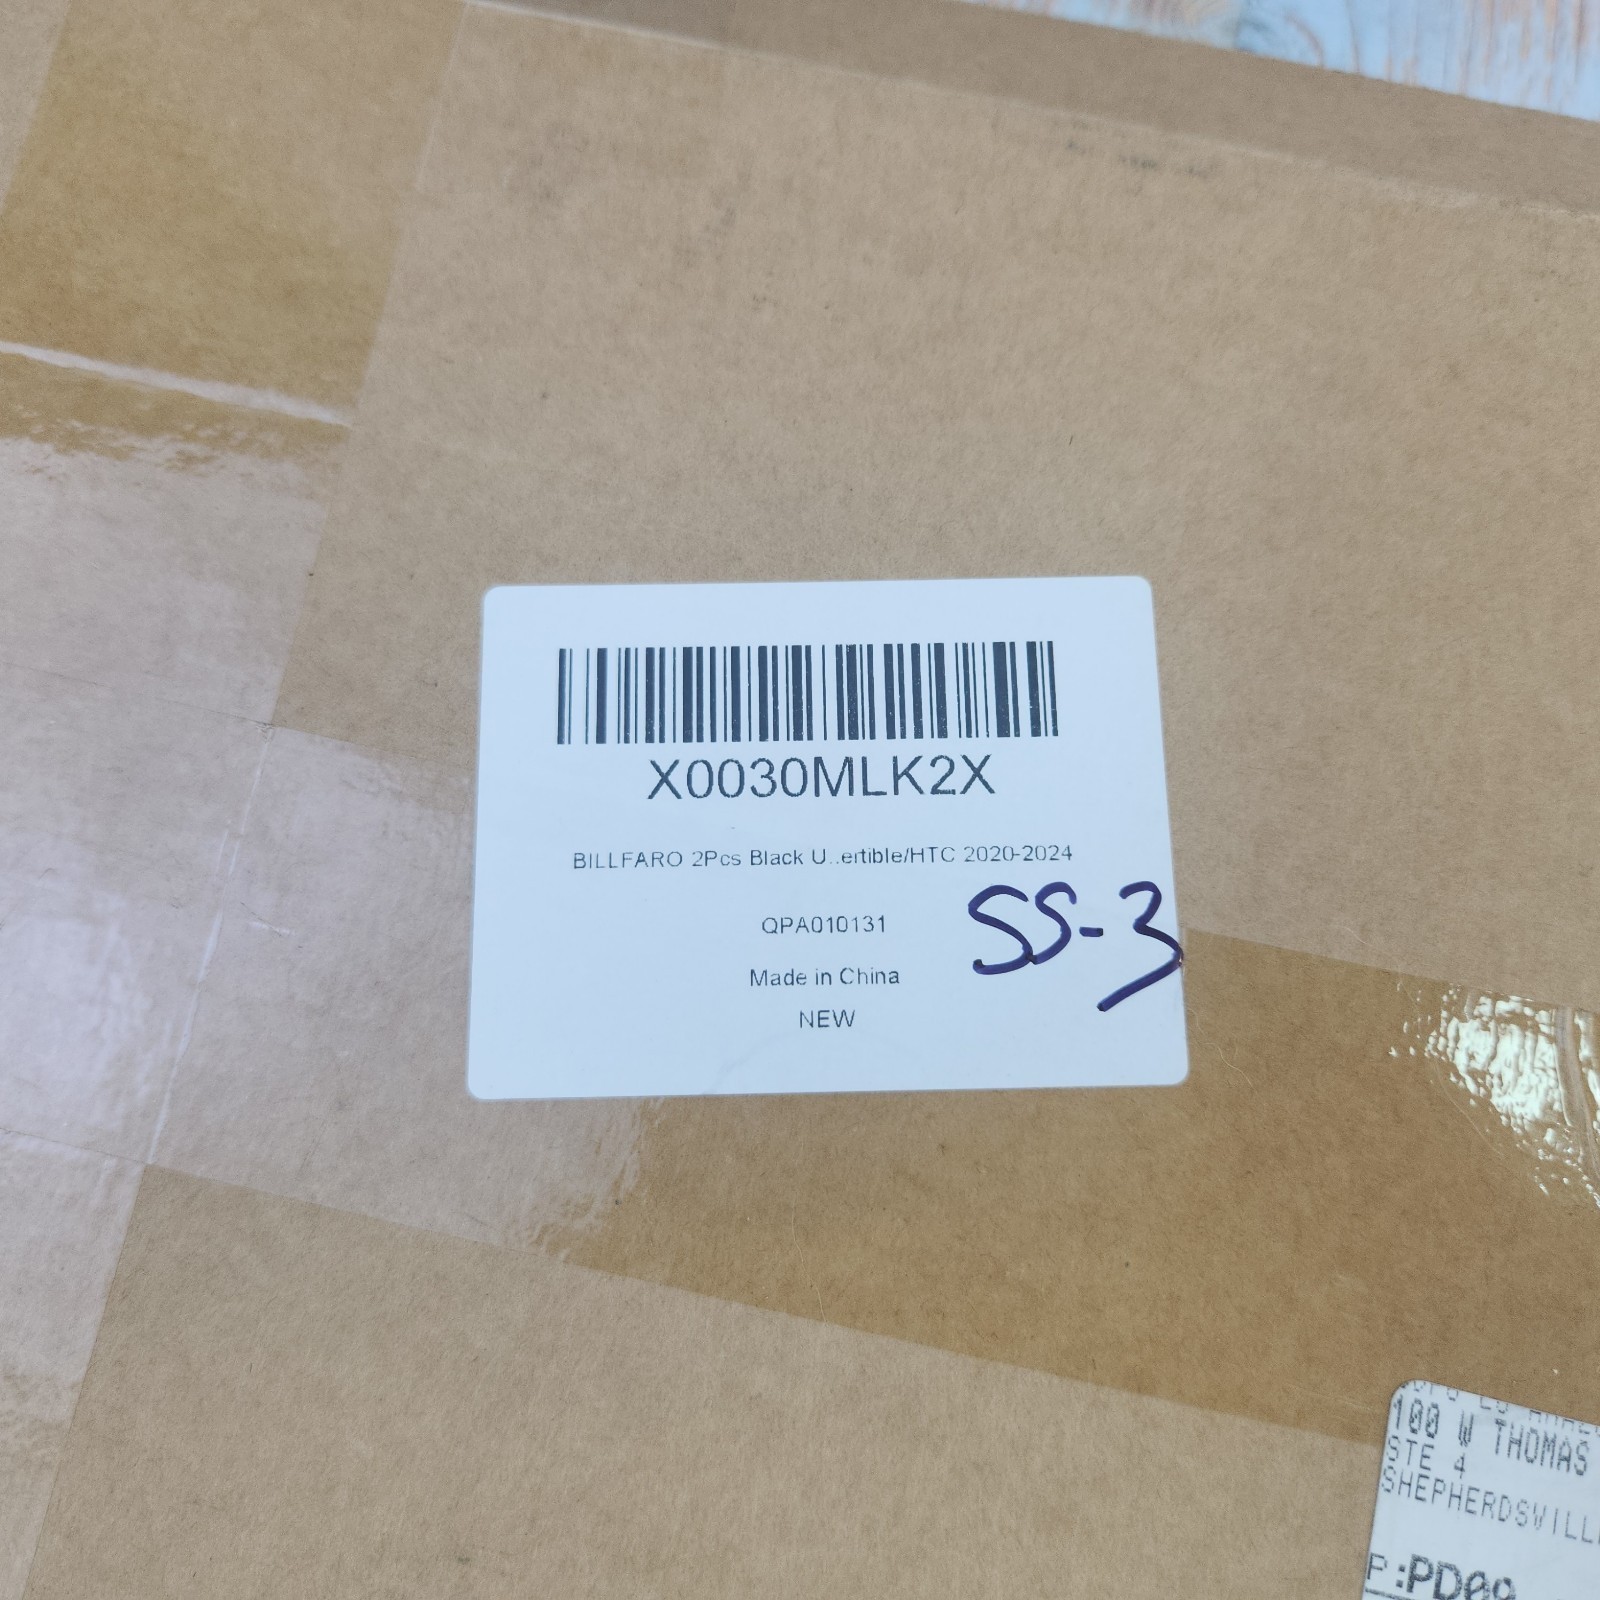 X0030MLK2X
BILLFARO 2Pcs Black U..ertible/HTC 2020-2024
QPA010131
SS-3
Made in China
NEW
100 W THOMAS
STE 4
SHEPHERDSVILL
P:PD09